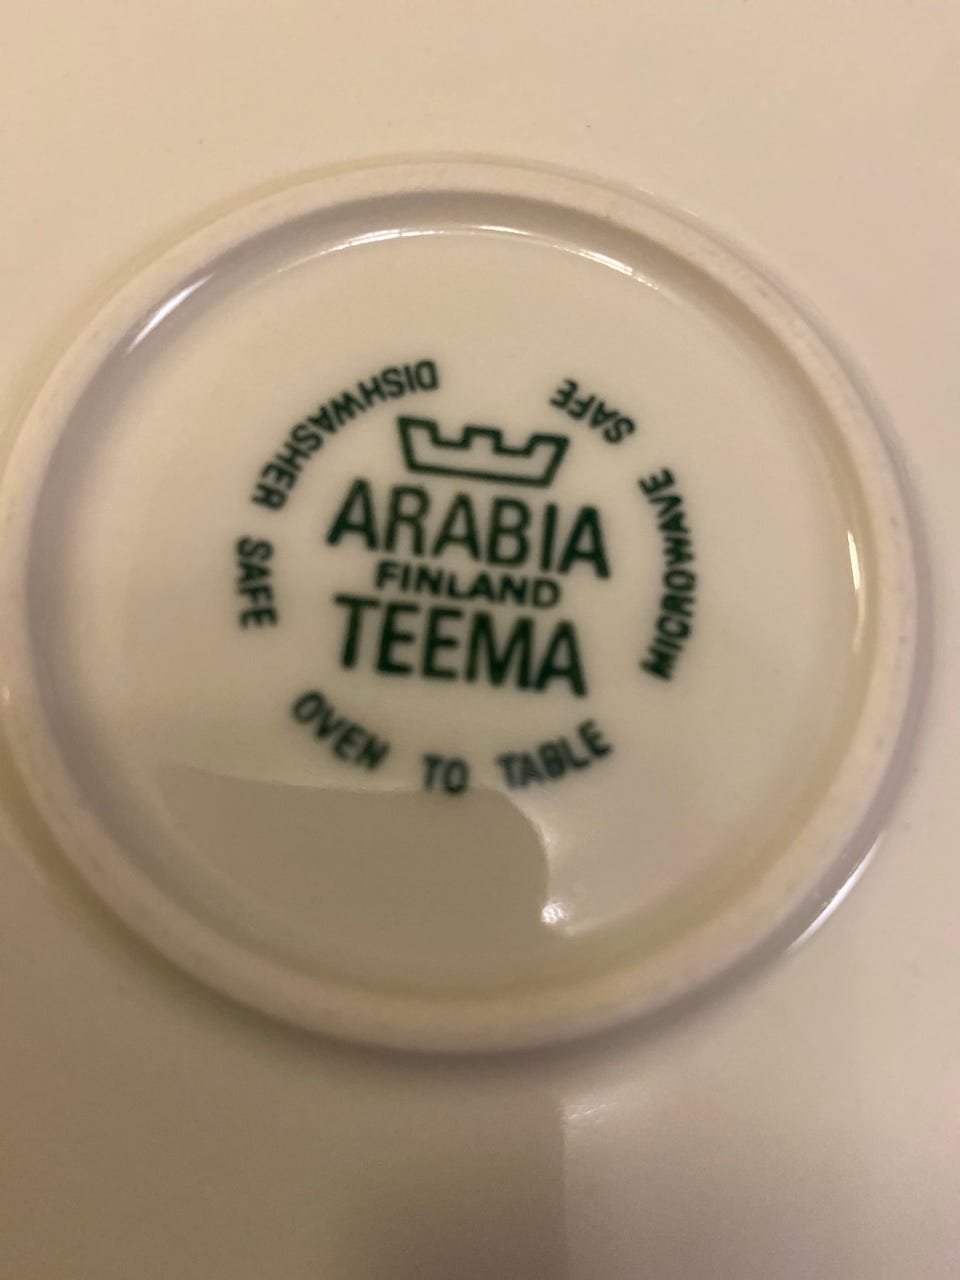 ARABIA
FINLAND
TEEMA
DISHWASHER SAFE
OVEN TO TABLE
MICROWAVE SAFE